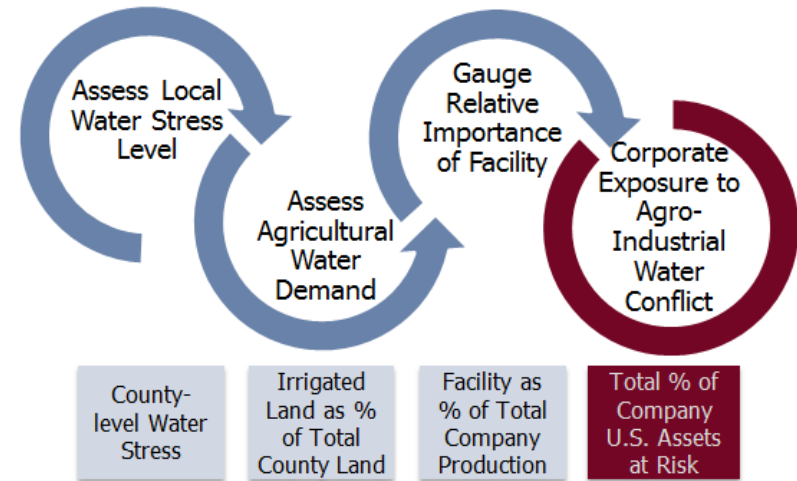 Assess Local
Water Stress
Level
Assess
Agricultural
Water
Demand
Gauge
Relative
Importance
of Facility
Corporate
Exposure to
Agro-
Industrial
Water
Conflict
County-
level Water
Stress
Irrigated
Land as %
of Total
County Land
Facility as
% of Total
Company
Production
Total % of
Company
U.S. Assets
at Risk